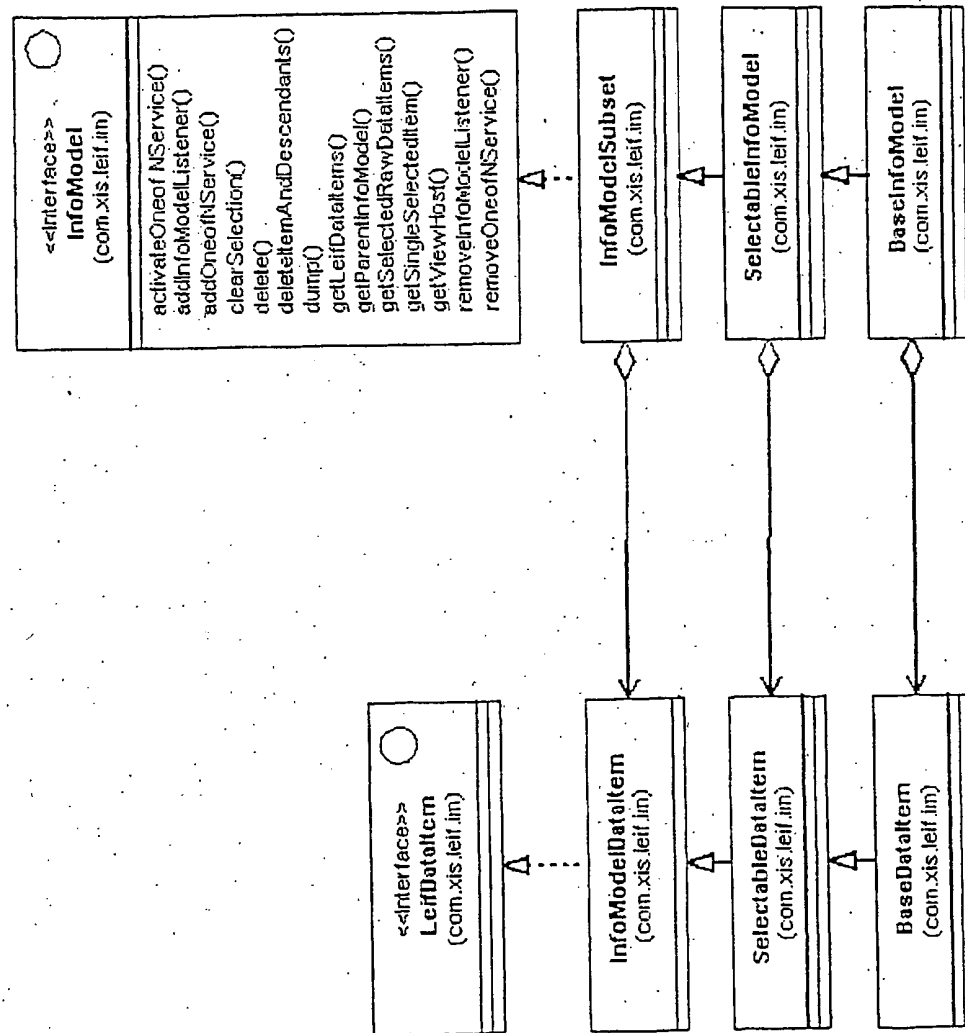 <<Interface>>
InfoModel
(com.xis.leif.im)
activateOneofNService()
addInfoModelListener()
addOneofNService()
clearSelection()
delete()
deleteItemAndDescendants()
dump()
getLeifDataItems()
getParentInfoModel()
getSelectedRawDataItems()
getSingleSelectedItem()
getViewHost()
removeInfoModelListener()
removeOneofNService()
InfoModelSubset
(com.xis.leif.im)
SelectableInfoModel
(com.xis.leif.im)
BaseInfoModel
(com.xis.leif.im)
<<Interface>>
LeifDataItem
(com.xis.leif.im)
InfoModelDataItem
(com.xis.leif.im)
SelectableDataItem
(com.xis.leif.im)
BaseDataItem
(com.xis.leif.im)